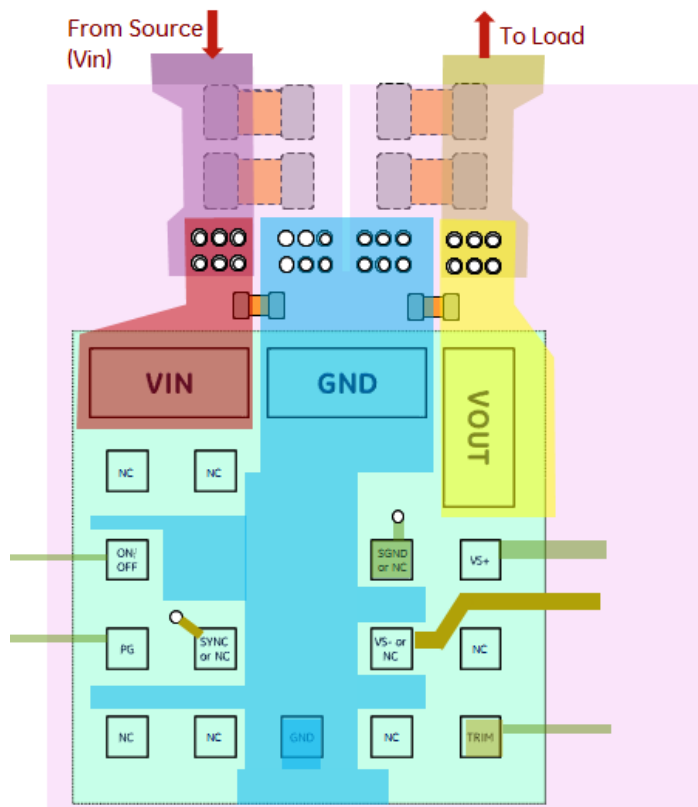 From Source
(Vin)
To Load
VIN
GND
VOUT
NC
NC
ON/
OFF
SGND
or NC
VS+
PG
SYNC
or NC
VS- or
NC
NC
NC
NC
GND
NC
TRIM